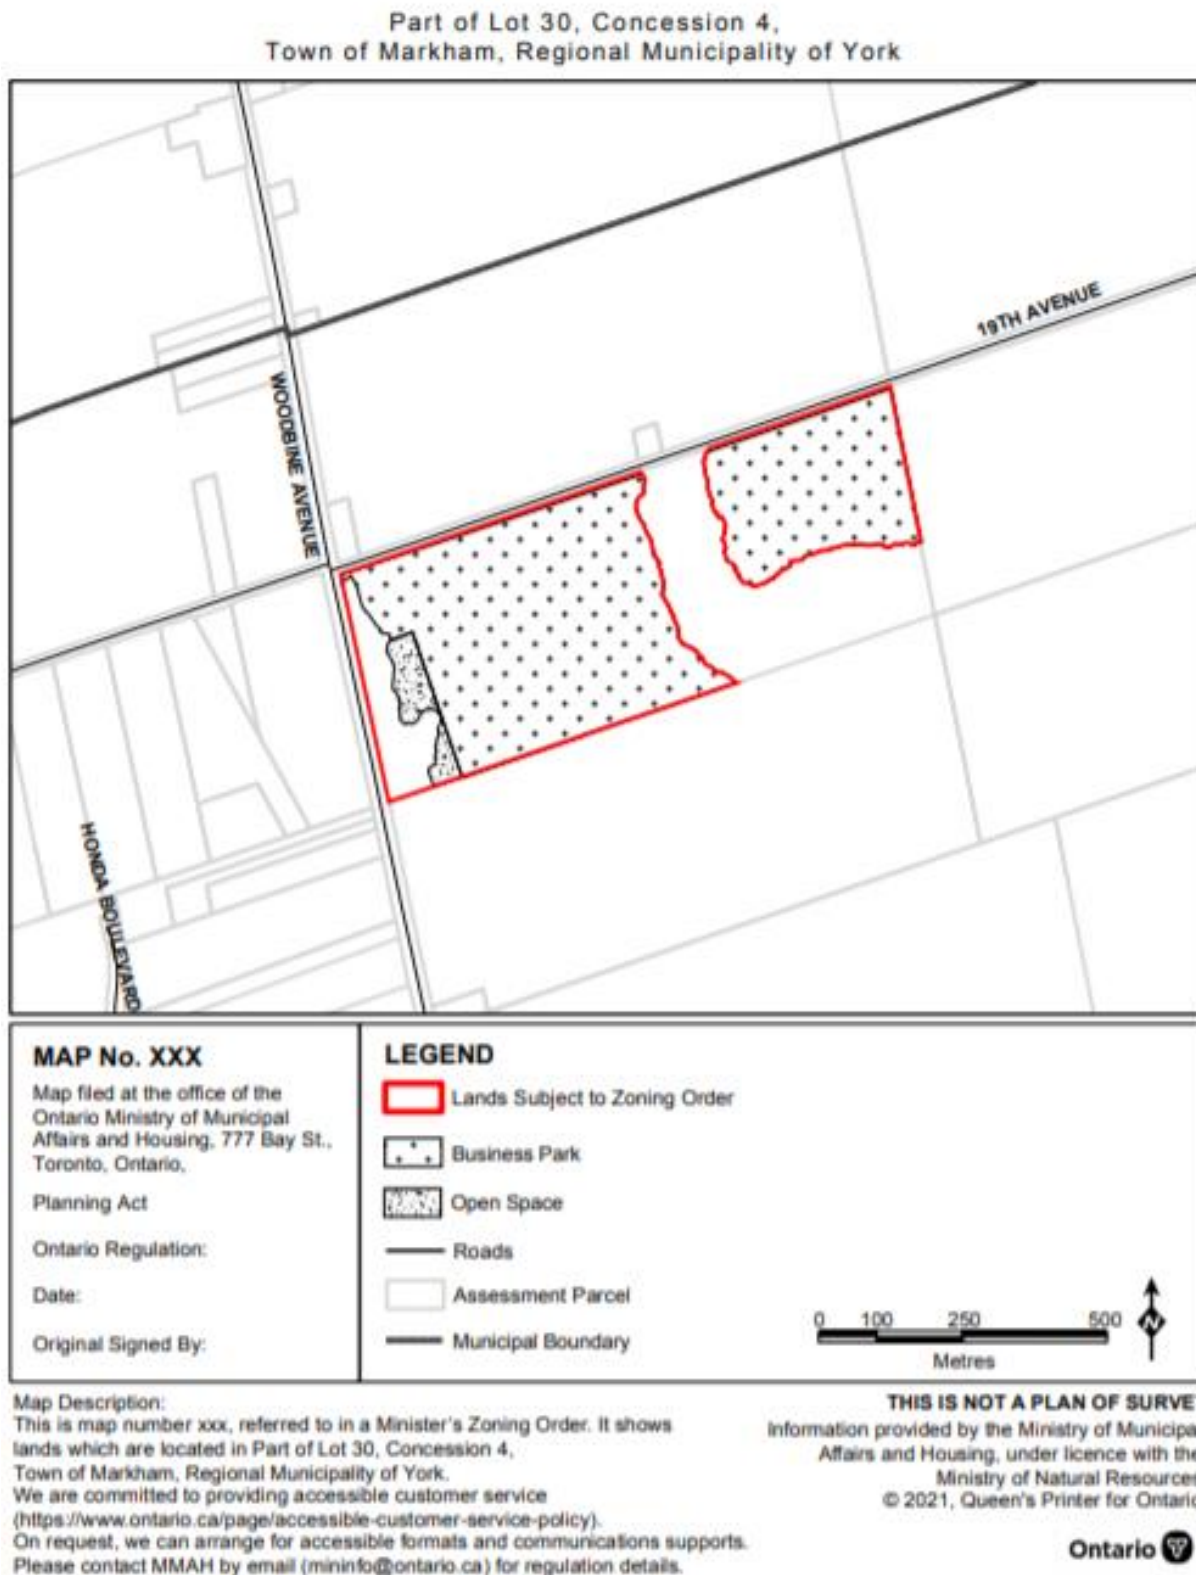 Part of Lot 30, Concession 4,
Town of Markham, Regional Municipality of York
19TH AVENUE
WOODBINE AVENUE
HONDA BOULEVARD
MAP No. XXX
Map filed at the office of the
Ontario Ministry of Municipal
Affairs and Housing, 777 Bay St.,
Toronto, Ontario,
Planning Act
Ontario Regulation:
Date:
Original Signed By:
LEGEND
Lands Subject to Zoning Order
Business Park
Open Space
Roads
Assessment Parcel
Municipal Boundary
0 100 250 500
Metres
N
Map Description:
This is map number xxx, referred to in a Minister's Zoning Order. It shows
lands which are located in Part of Lot 30, Concession 4,
Town of Markham, Regional Municipality of York.
We are committed to providing accessible customer service
(https://www.ontario.ca/page/accessible-customer-service-policy).
On request, we can arrange for accessible formats and communications supports.
Please contact MMAH by email (mininfo@ontario.ca) for regulation details.
THIS IS NOT A PLAN OF SURVE
Information provided by the Ministry of Municipa
Affairs and Housing, under licence with the
Ministry of Natural Resources
© 2021, Queen's Printer for Ontario
Ontario